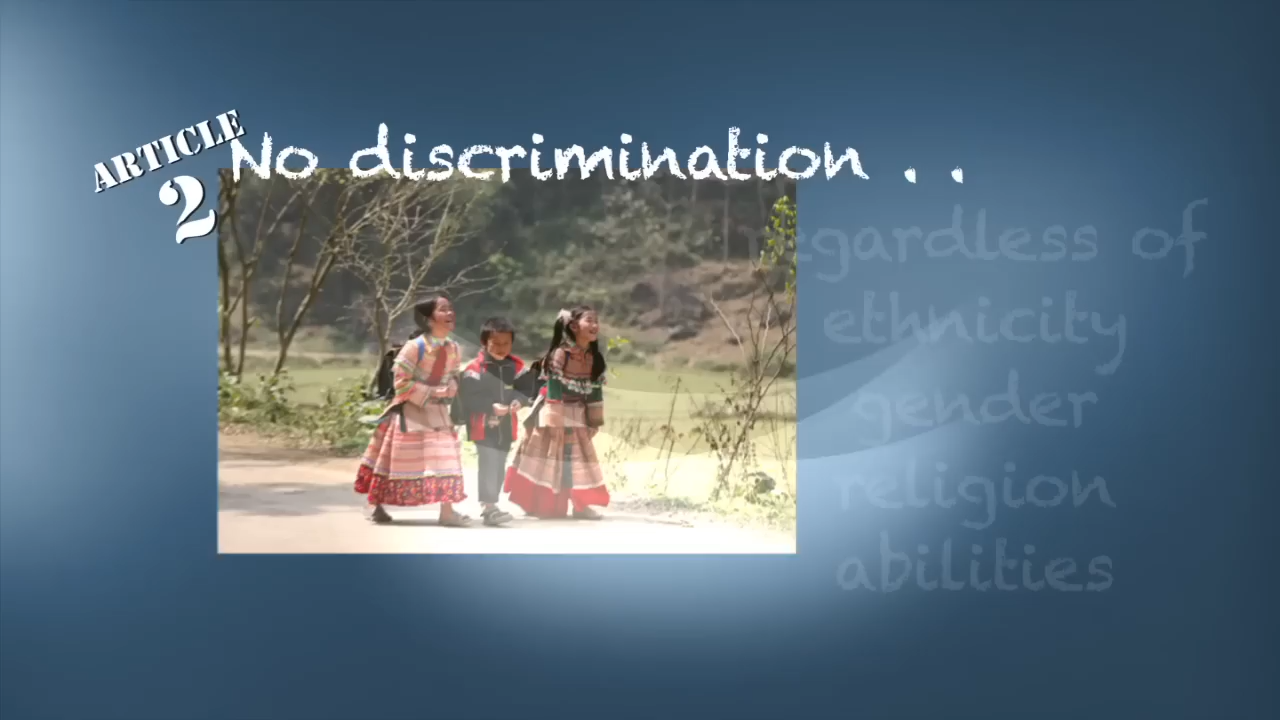 ARTICLE
2
No discrimination . .
regardless of
ethnicity
gender
religion
abilities